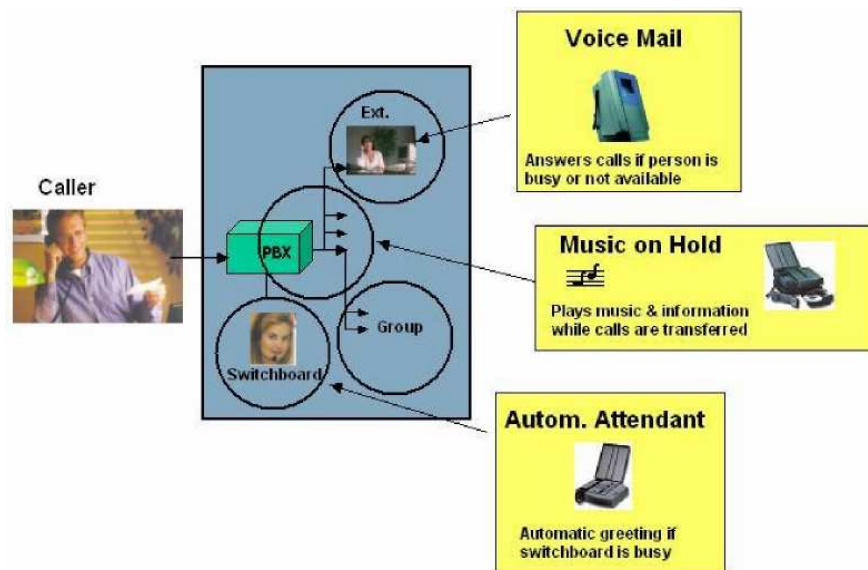 Voice Mail
Answers calls if person is
busy or not available
Ext.
Caller
PBX
Music on Hold
Plays music & information
while calls are transferred
Group
Switchboard
Autom. Attendant
Automatic greeting if
switchboard is busy